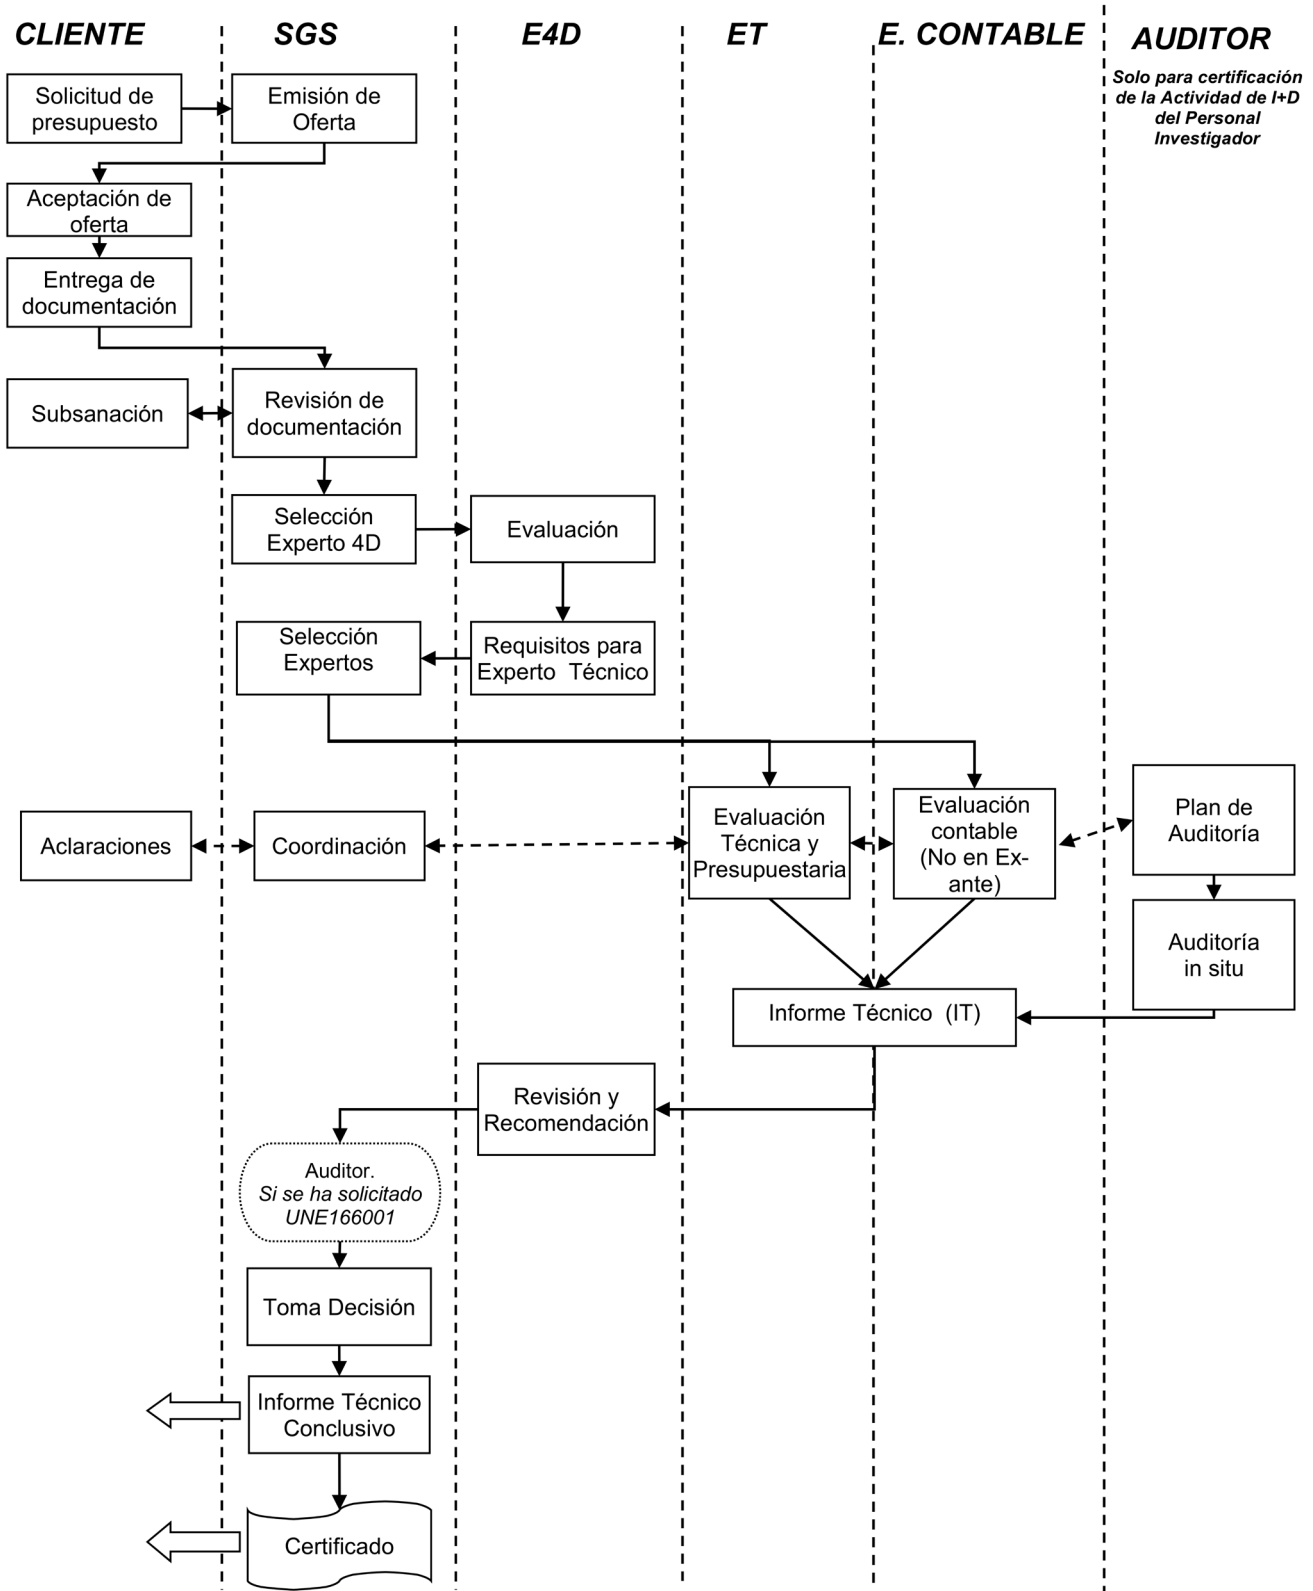 CLIENTE
SGS
E4D
ET
E. CONTABLE
AUDITOR
Solo para certificación
de la Actividad de I+D
del Personal
Investigador
Solicitud de
presupuesto
Emisión de
Oferta
Aceptación de
oferta
Entrega de
documentación
Subsanación
Revisión de
documentación
Selección
Experto 4D
Evaluación
Selección
Expertos
Requisitos para
Experto Técnico
Aclaraciones
Coordinación
Evaluación
Técnica y
Presupuestaria
Evaluación
contable
(No en Ex-
ante)
Plan de
Auditoría
Auditoría
in situ
Informe Técnico (IT)
Revisión y
Recomendación
Auditor.
Si se ha solicitado
UNE166001
Toma Decisión
Informe Técnico
Conclusivo
Certificado